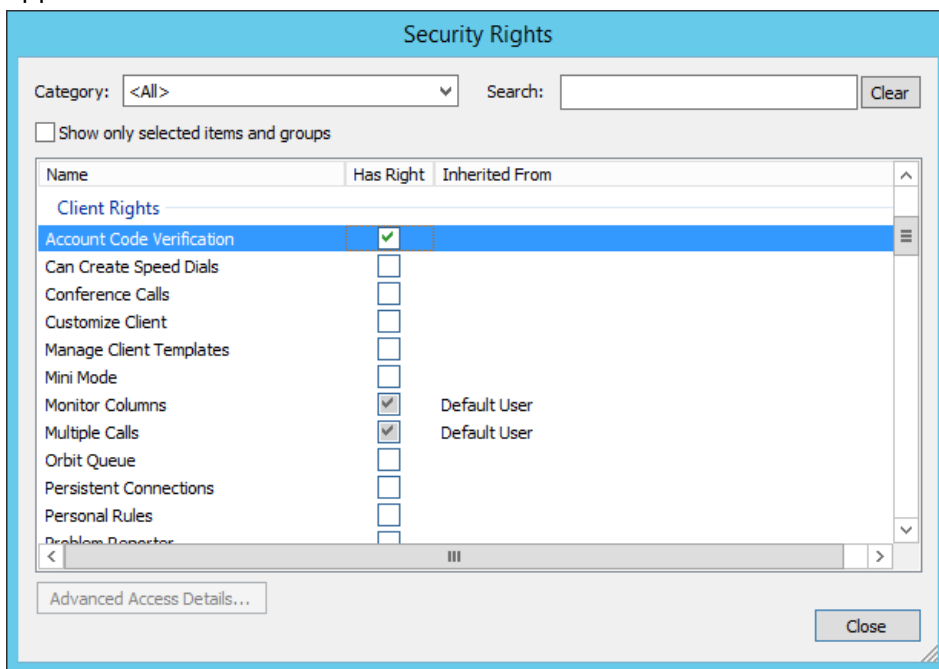 Security Rights
Category: <All> Search: Clear
Show only selected items and groups
Name Has Right Inherited From
Client Rights
Account Code Verification
Can Create Speed Dials
Conference Calls
Customize Client
Manage Client Templates
Mini Mode
Monitor Columns Default User
Multiple Calls Default User
Orbit Queue
Persistent Connections
Personal Rules
Problem Reporter
Advanced Access Details...
Close